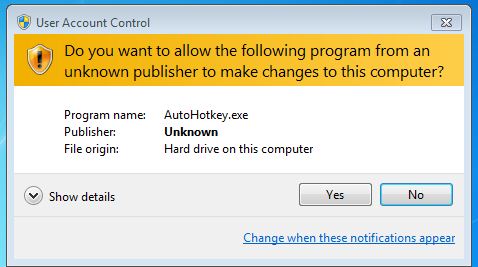 User Account Control
Do you want to allow the following program from an
unknown publisher to make changes to this computer?
Program name: AutoHotkey.exe
Publisher: Unknown
File origin: Hard drive on this computer
Show details
Yes
No
Change when these notifications appear